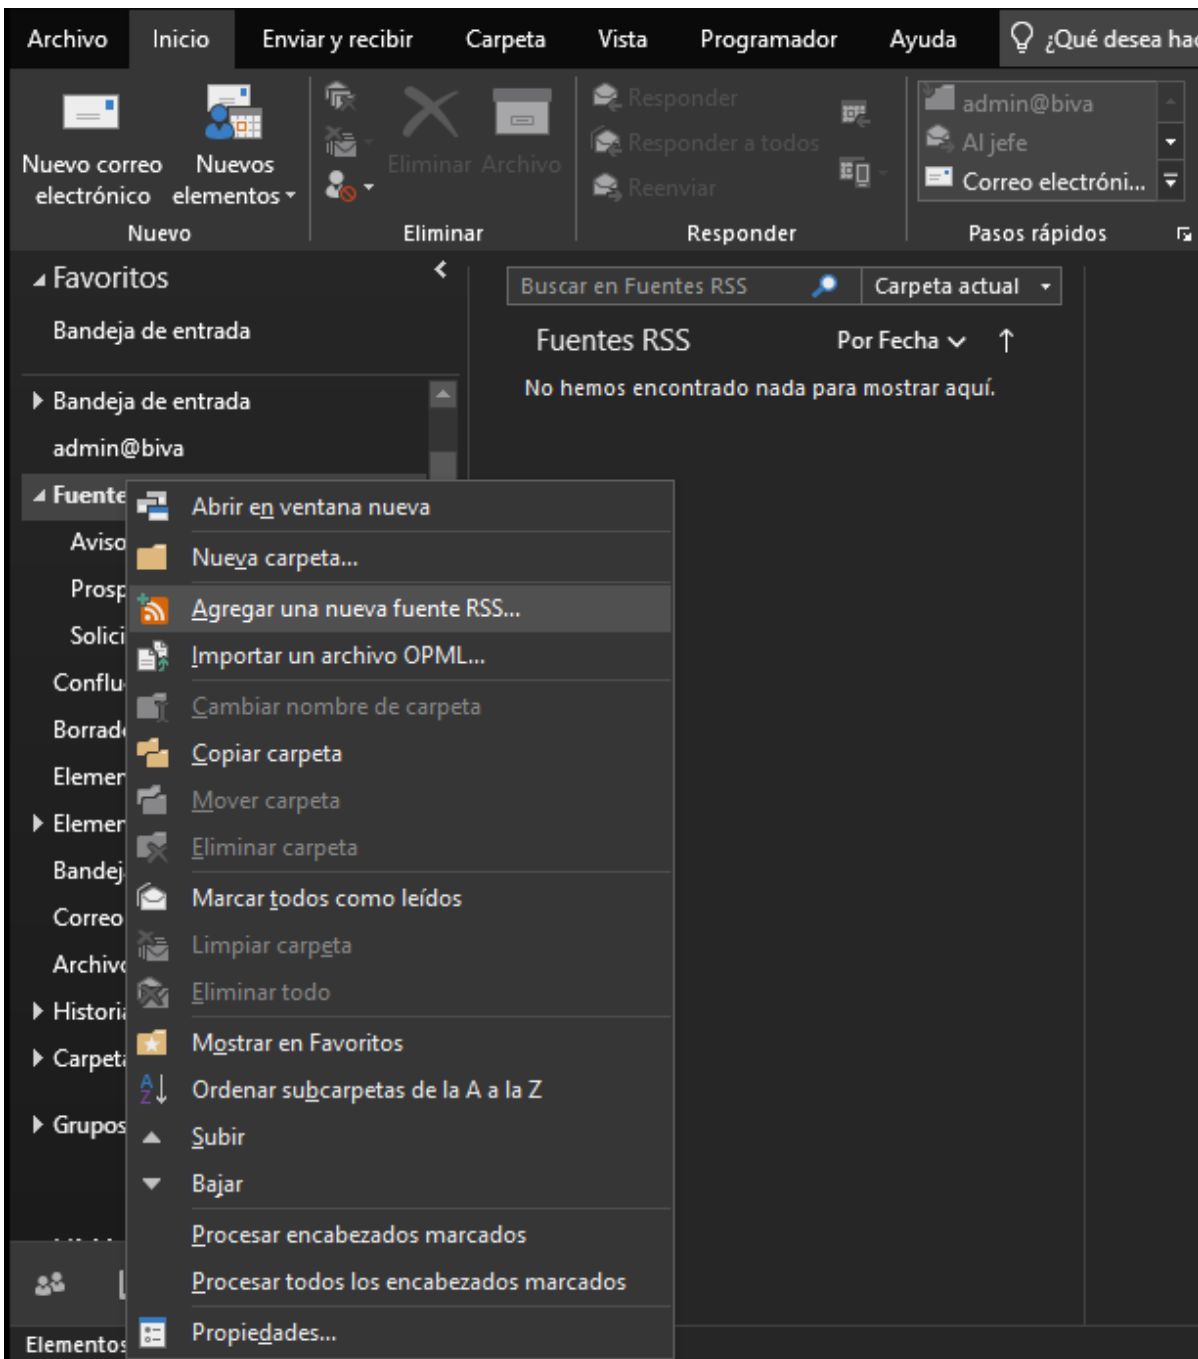 Archivo Inicio Enviar y recibir Carpeta Vista Programador Ayuda ¿Qué desea
Nuevo correo electrónico
Nuevos elementos
Eliminar Archivo
Responder
Responder a todos
Reenviar
admin@biva
Al jefe
Correo electróni...
Nuevo Eliminar Responder Pasos rápidos
Favoritos
Bandeja de entrada
Bandeja de entrada
admin@biva
Buscar en Fuentes RSS Carpeta actual
Fuentes RSS Por Fecha
No hemos encontrado nada para mostrar aquí.
Fuente
Aviso
Prosp
Solici
Conflu
Borrad
Elemen
Elemen
Bandej
Correo
Archivo
Histori
Carpet
Grupos
Elementos
Abrir en ventana nueva
Nueva carpeta...
Agregar una nueva fuente RSS...
Importar un archivo OPML...
Cambiar nombre de carpeta
Copiar carpeta
Mover carpeta
Eliminar carpeta
Marcar todos como leídos
Limpiar carpeta
Eliminar todo
Mostrar en Favoritos
Ordenar subcarpetas de la A a la Z
Subir
Bajar
Procesar encabezados marcados
Procesar todos los encabezados marcados
Propiedades...